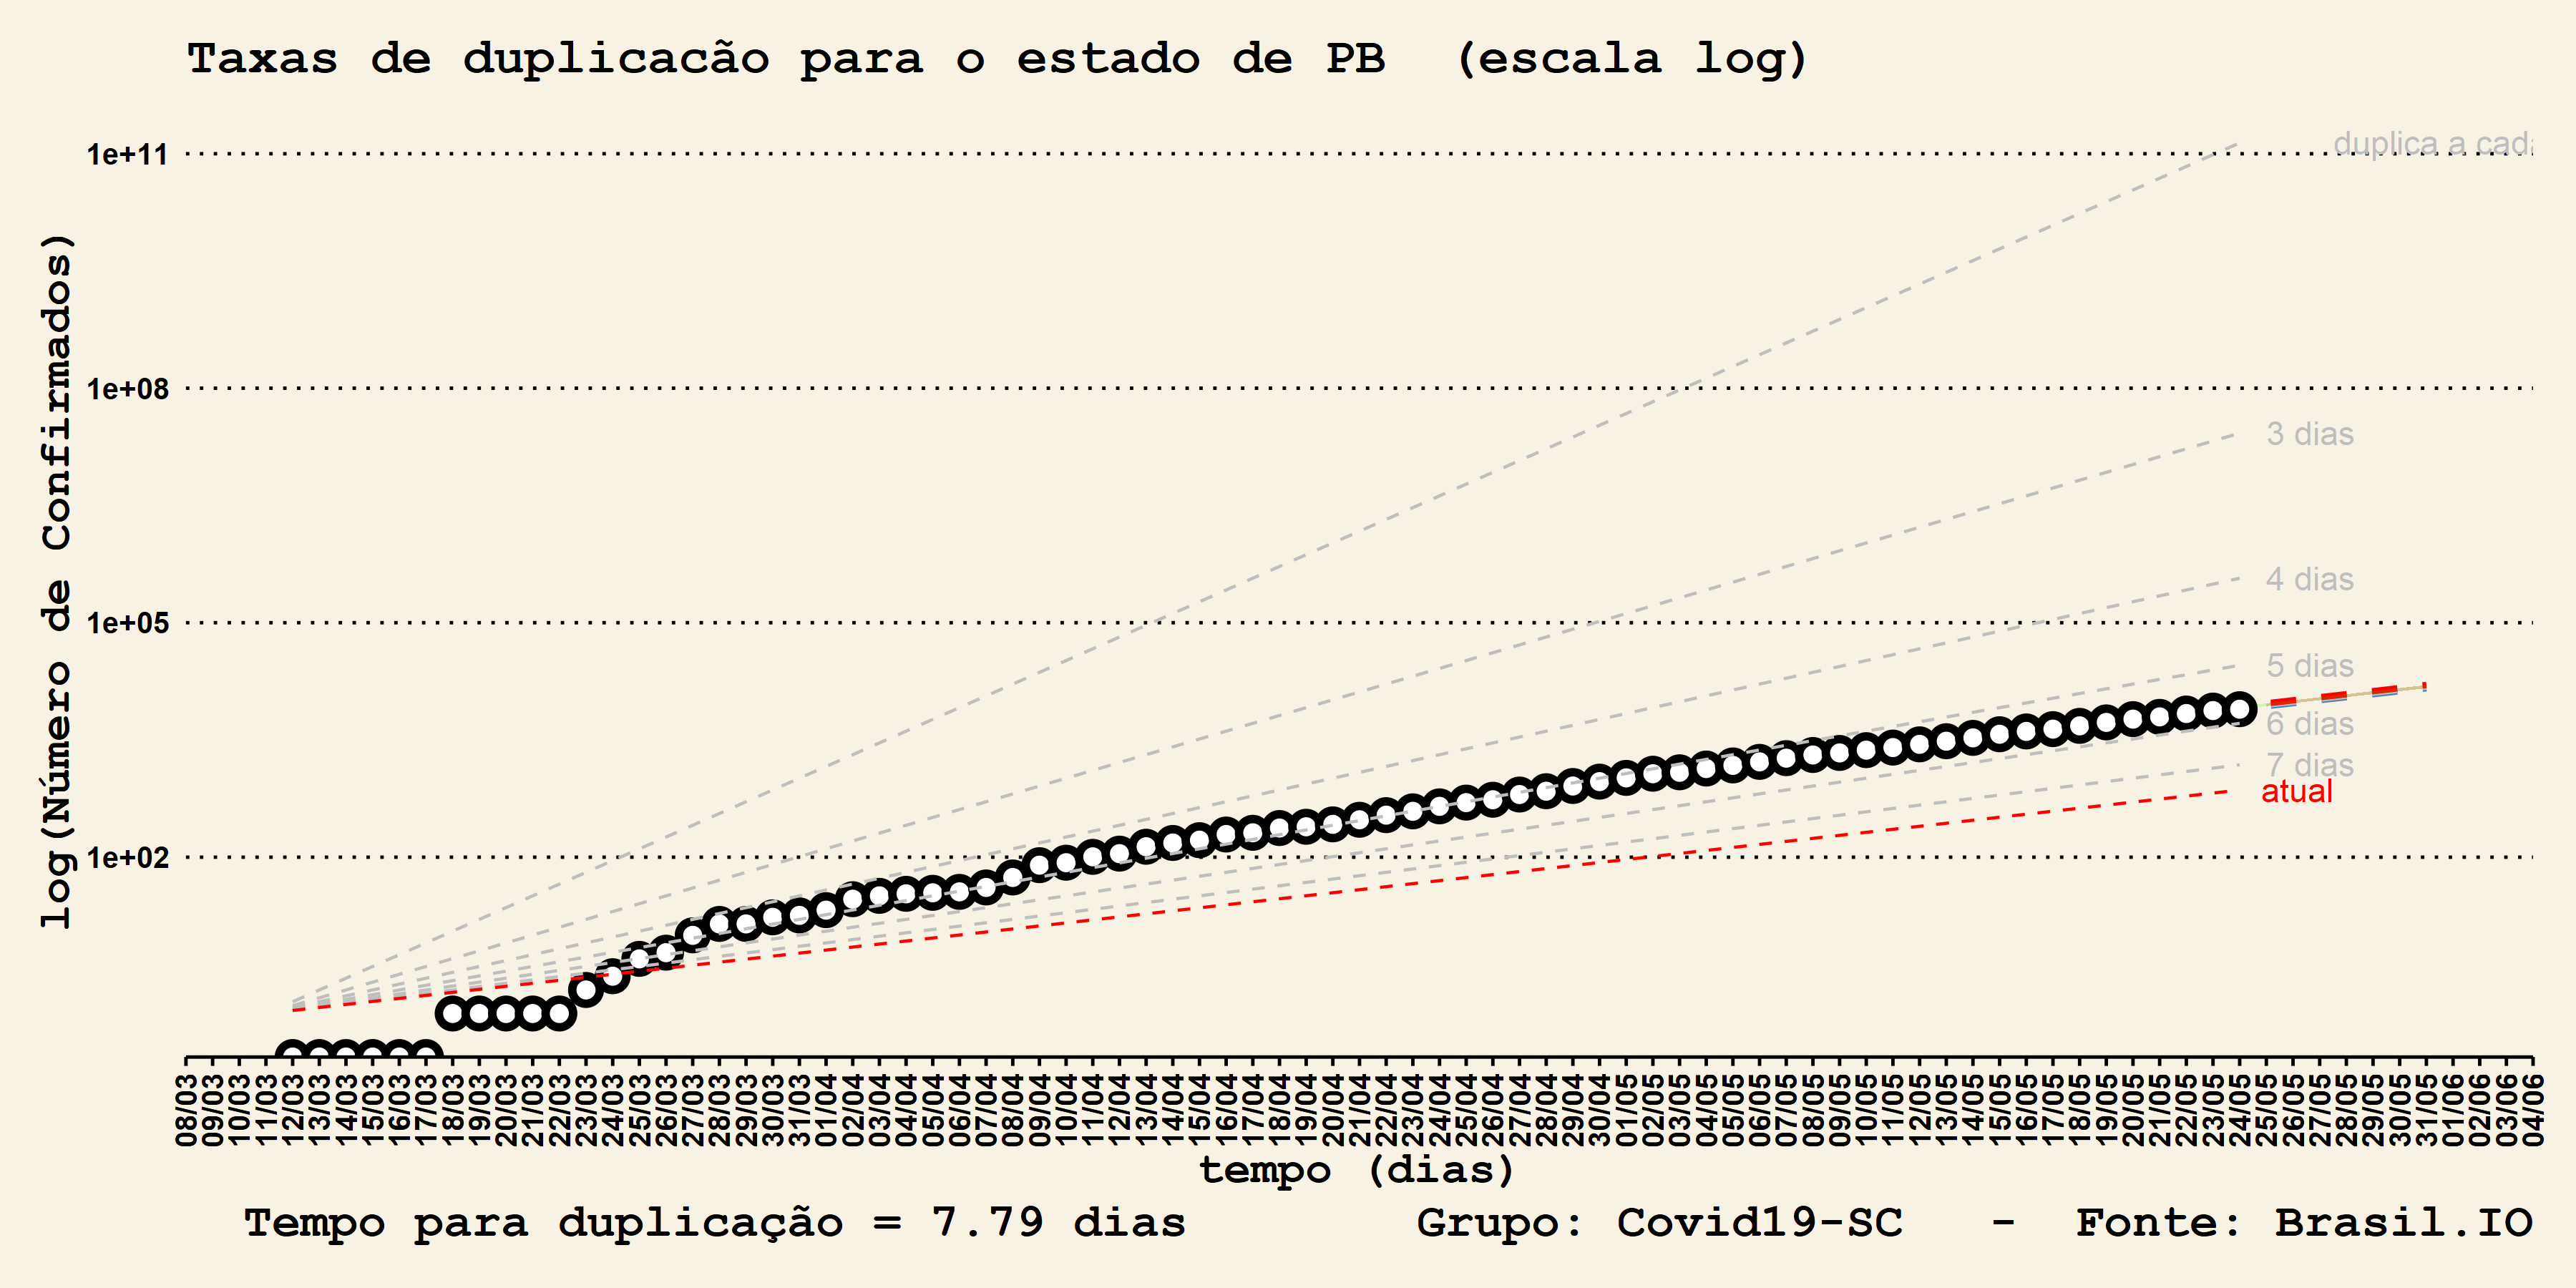 Taxas de duplicacão para o estado de PB (escala log)
log(Número de Confirmados)
1e+11
1e+08
1e+05
1e+02
duplica a cada
3 dias
4 dias
5 dias
6 dias
7 dias
atual
08/03 09/03 10/03 11/03 12/03 13/03 14/03 15/03 16/03 17/03 18/03 19/03 20/03 21/03 22/03 23/03 24/03 25/03 26/03 27/03 28/03 29/03 30/03 31/03 01/04 02/04 03/04 04/04 05/04 06/04 07/04 08/04 09/04 10/04 11/04 12/04 13/04 14/04 15/04 16/04 17/04 18/04 19/04 20/04 21/04 22/04 23/04 24/04 25/04 26/04 27/04 28/04 29/04 30/04 01/05 02/05 03/05 04/05 05/05 06/05 07/05 08/05 09/05 10/05 11/05 12/05 13/05 14/05 15/05 16/05 17/05 18/05 19/05 20/05 21/05 22/05 23/05 24/05 25/05 26/05 27/05 28/05 29/05 30/05 31/05 01/06 02/06 03/06 04/06
tempo (dias)
Tempo para duplicação = 7.79 dias Grupo: Covid19-SC - Fonte: Brasil.IO